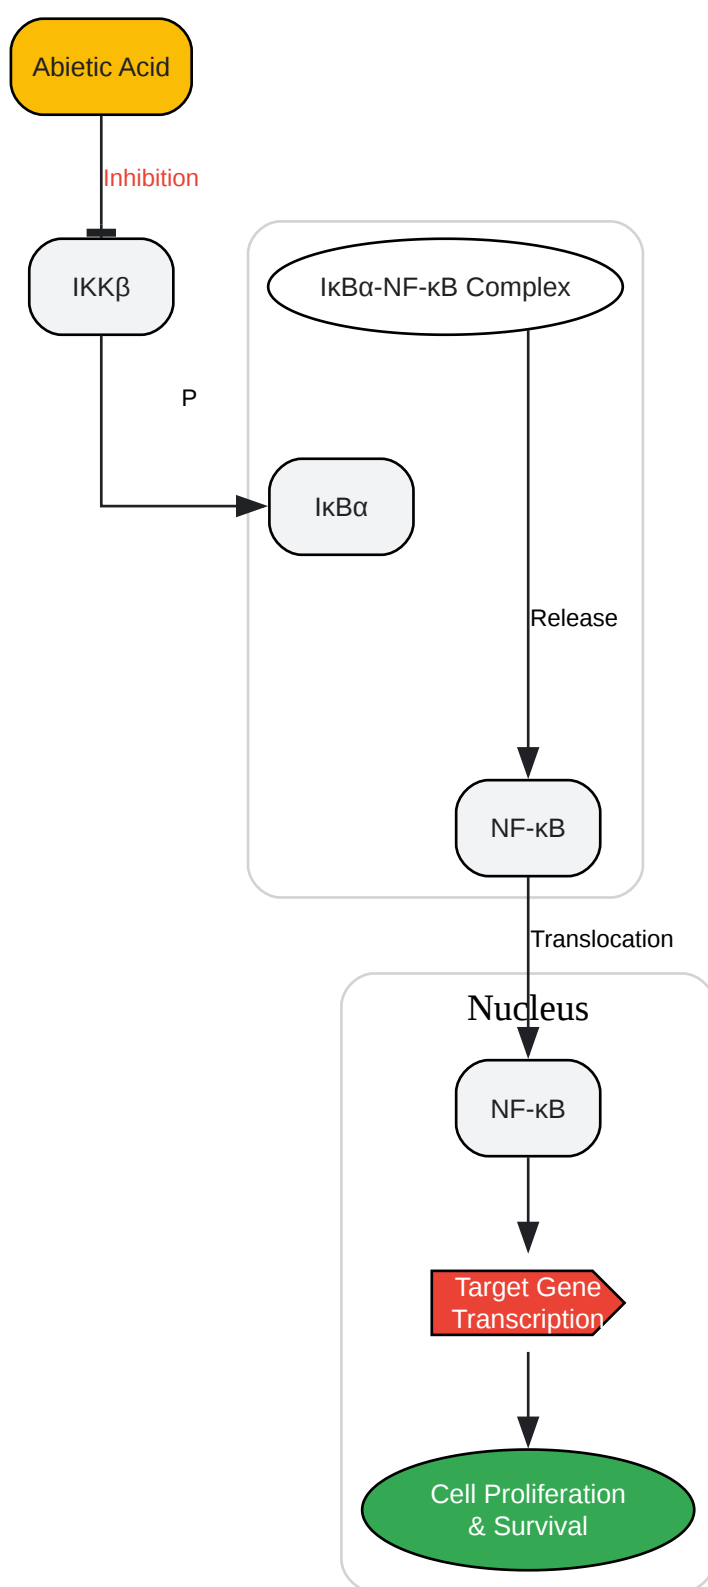 Abietic Acid
Inhibition
IKKβ
IκBα-NF-κB Complex
P
IκBα
Release
NF-κB
Translocation
Nucleus
NF-κB
Target Gene
Transcription
Cell Proliferation
& Survival